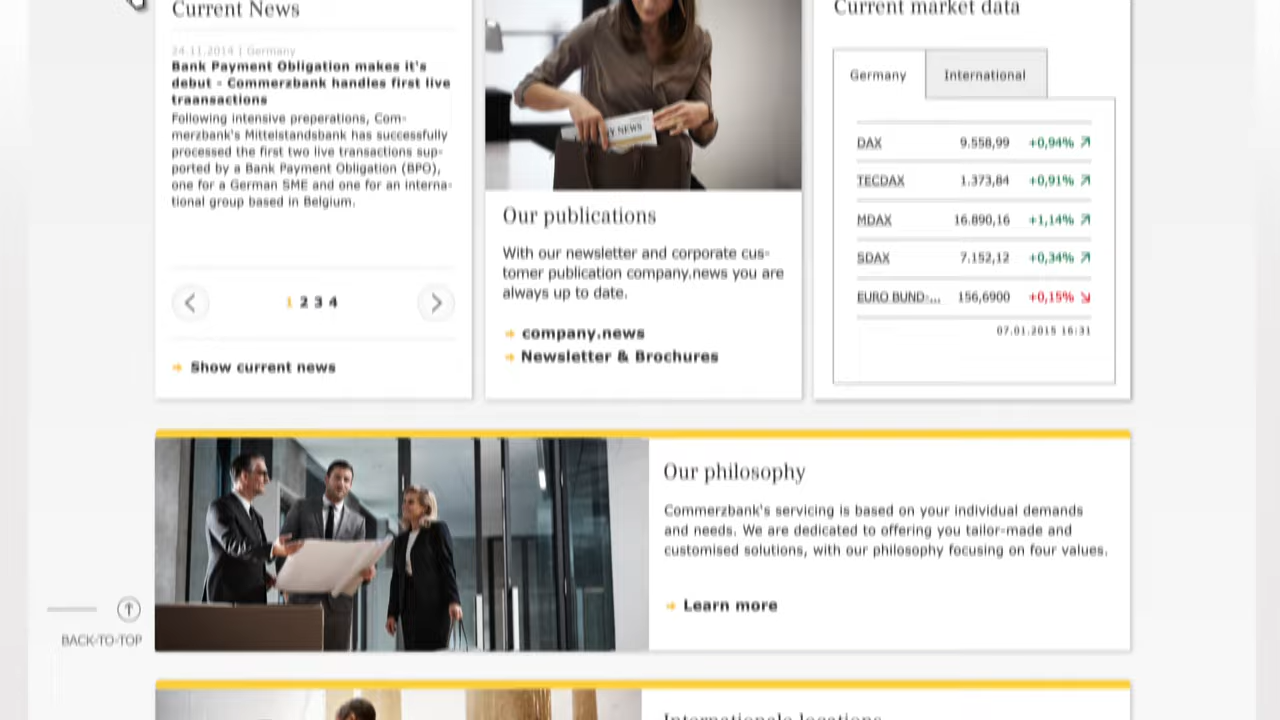 Current News
24.11.2014 | Germany
Bank Payment Obligation makes it's
debut - Commerzbank handles first live
traansactions
Following intensive preperations, Com-
merzbank's Mittelstandsbank has successfully
processed the first two live transactions sup-
ported by a Bank Payment Obligation (BPO),
one for a German SME and one for an interna-
tional group based in Belgium.
1 2 3 4
Show current news
Y NEWS
Our publications
With our newsletter and corporate cus-
tomer publication company.news you are
always up to date.
company.news
Newsletter & Brochures
Current market data
Germany International
DAX 9.558,99 +0,94%
TECDAX 1.373,84 +0,91%
MDAX 16.890,16 +1,14%
SDAX 7.152,12 +0,34%
EURO BUND-... 156,6900 +0,15%
07.01.2015 16:31
Our philosophy
Commerzbank's servicing is based on your individual demands
and needs. We are dedicated to offering you tailor-made and
customised solutions, with our philosophy focusing on four values.
Learn more
BACK-TO-TOP
Internationale locations